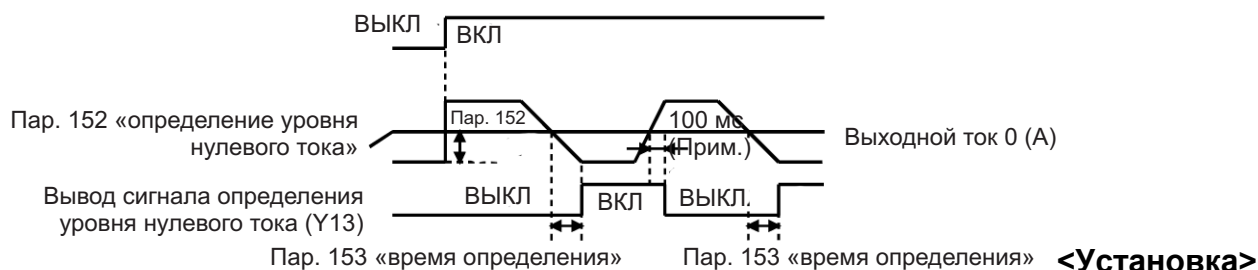 ВЫКЛ
ВКЛ
Пар. 152 «определение уровня
нулевого тока»
Пар. 152
100 мс
(Прим.)
Выходной ток 0 (А)
Вывод сигнала определения
уровня нулевого тока (Y13)
ВЫКЛ
ВКЛ
ВЫКЛ.
Пар. 153 «время определения»
Пар. 153 «время определения»
<Установка>